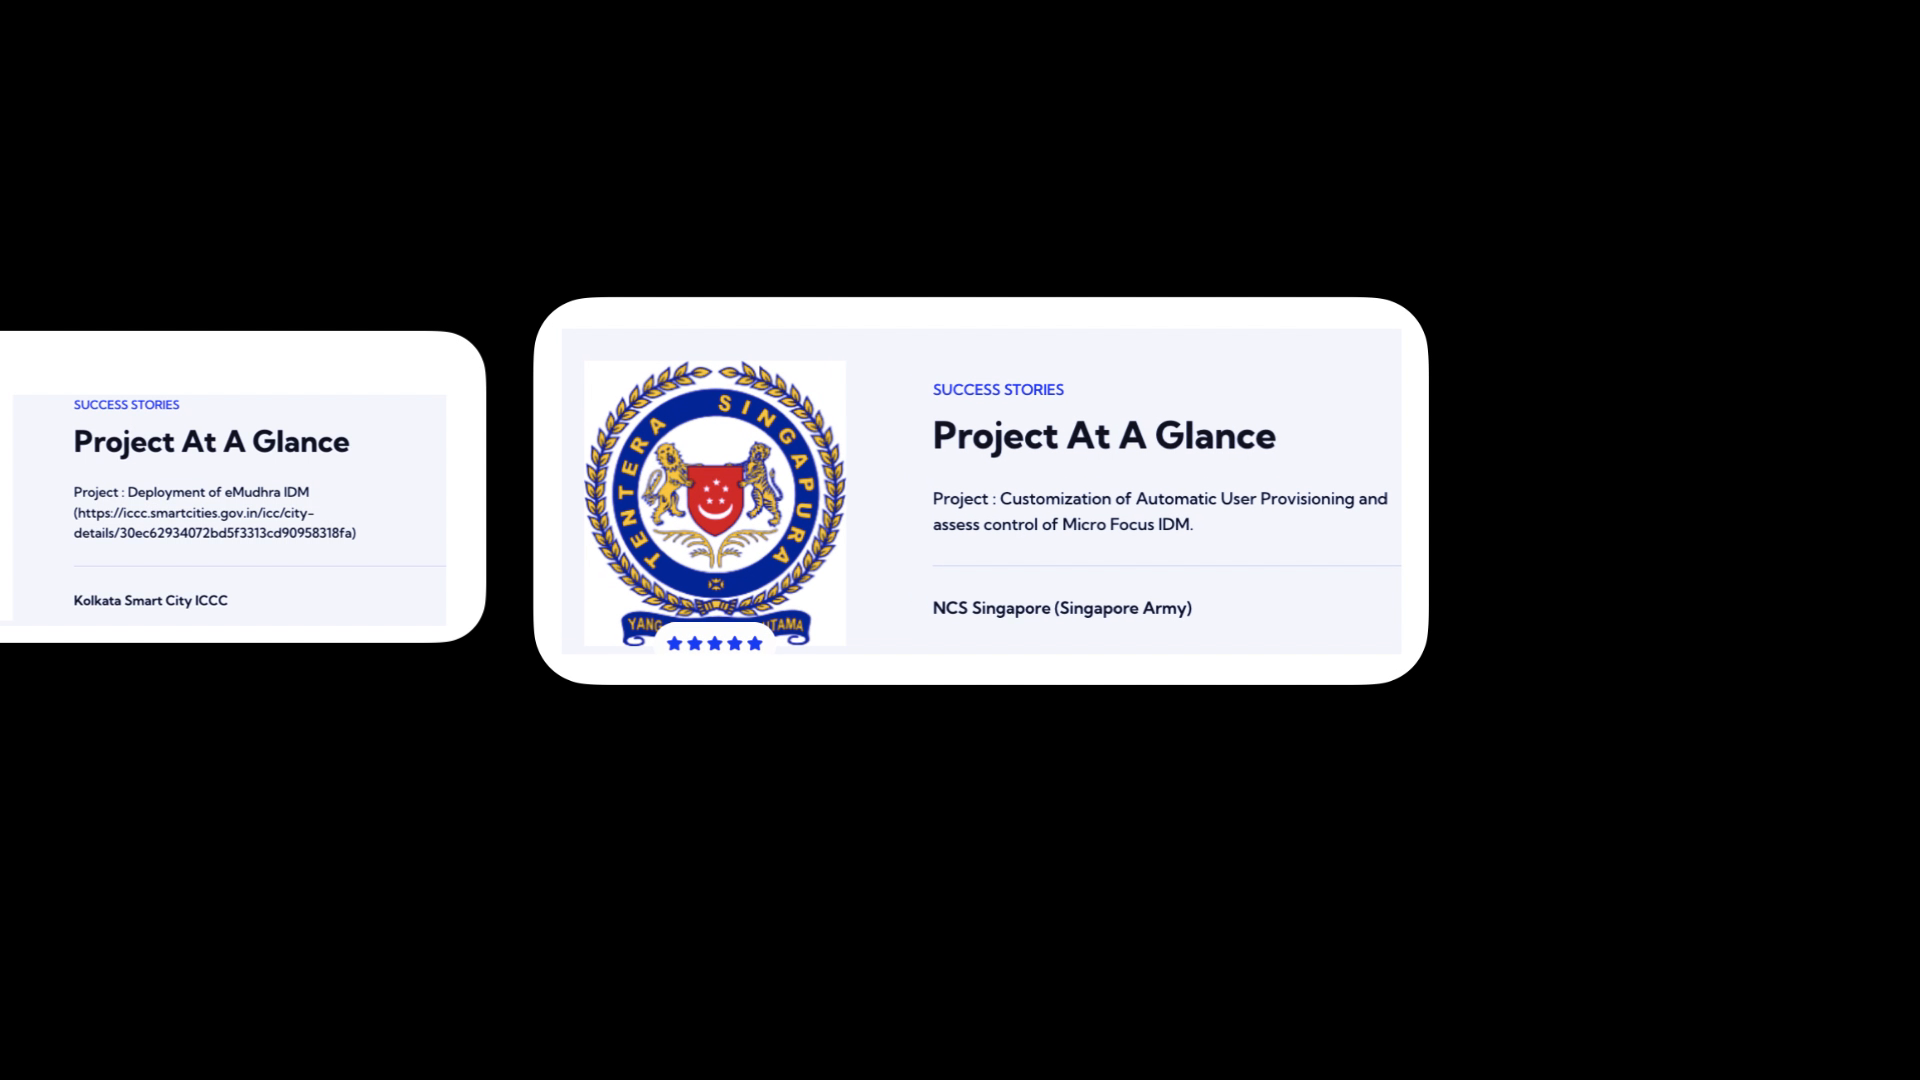 SUCCESS STORIES
Project At A Glance
Project : Deployment of eMudhra IDM
(https://iccc.smartcities.gov.in/icc/city-
details/30ec62934072bd5f3313cd90958318fa)
Kolkata Smart City ICCC
TENTERA SINGAPURA
YANG
UTAMA
SUCCESS STORIES
Project At A Glance
Project : Customization of Automatic User Provisioning and
assess control of Micro Focus IDM.
NCS Singapore (Singapore Army)